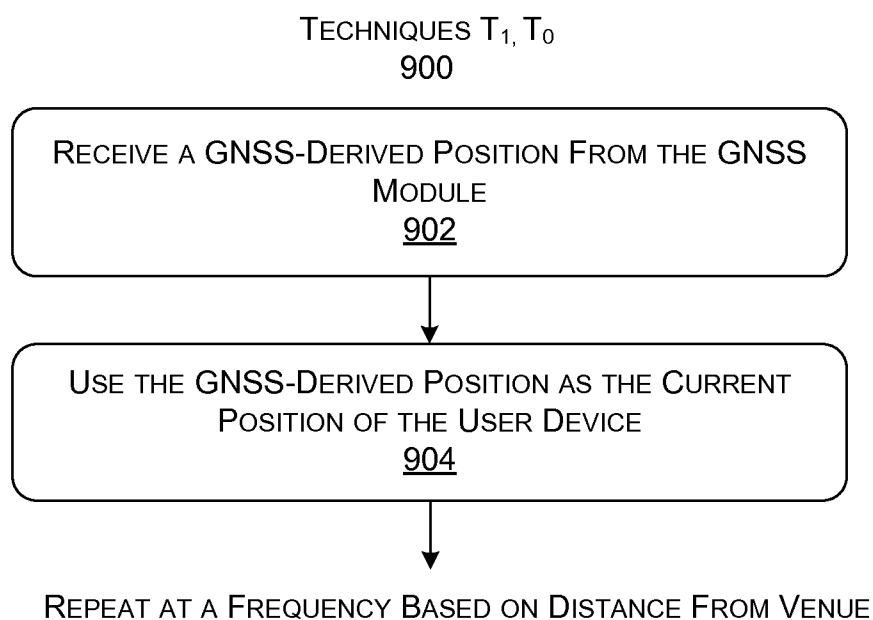 TECHNIQUES T1, T0
900
RECEIVE A GNSS-DERIVED POSITION FROM THE GNSS
MODULE
902
USE THE GNSS-DERIVED POSITION AS THE CURRENT
POSITION OF THE USER DEVICE
904
REPEAT AT A FREQUENCY BASED ON DISTANCE FROM VENUE